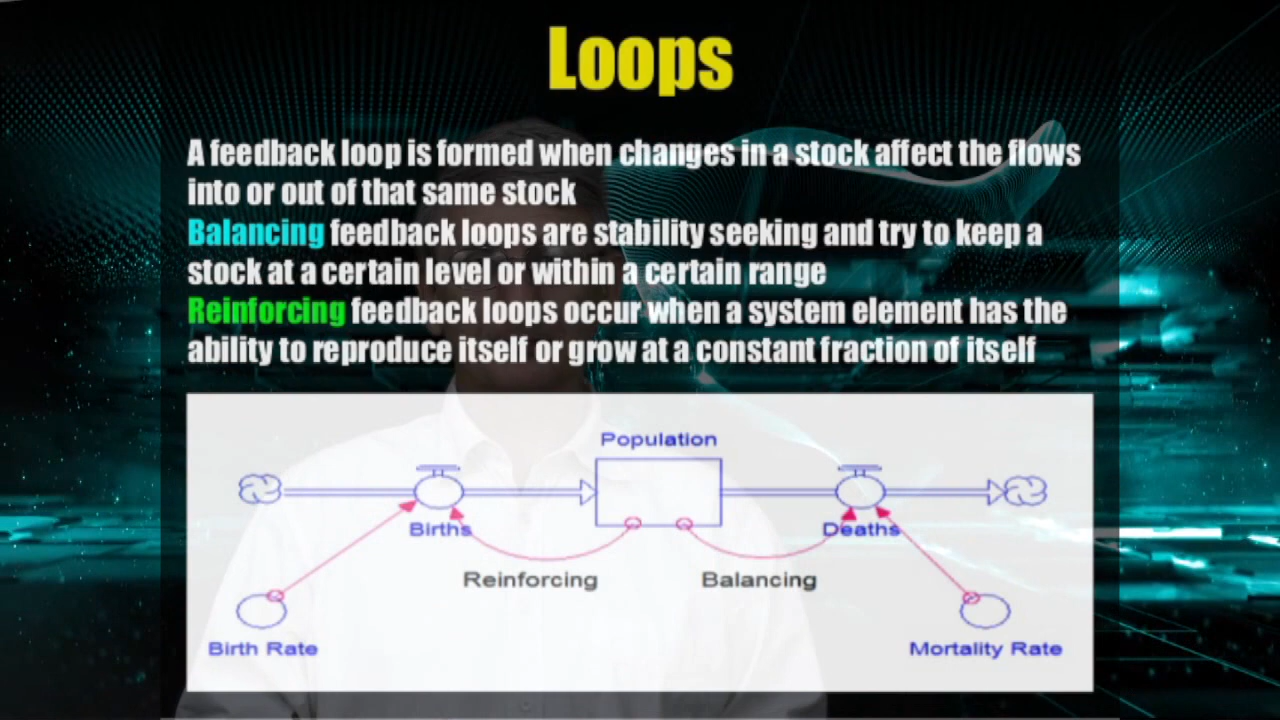 Loops
A feedback loop is formed when changes in a stock affect the flows
into or out of that same stock
Balancing feedback loops are stability seeking and try to keep a
stock at a certain level or within a certain range
Reinforcing feedback loops occur when a system element has the
ability to reproduce itself or grow at a constant fraction of itself
Population
Births
Deaths
Reinforcing
Balancing
Birth Rate
Mortality Rate